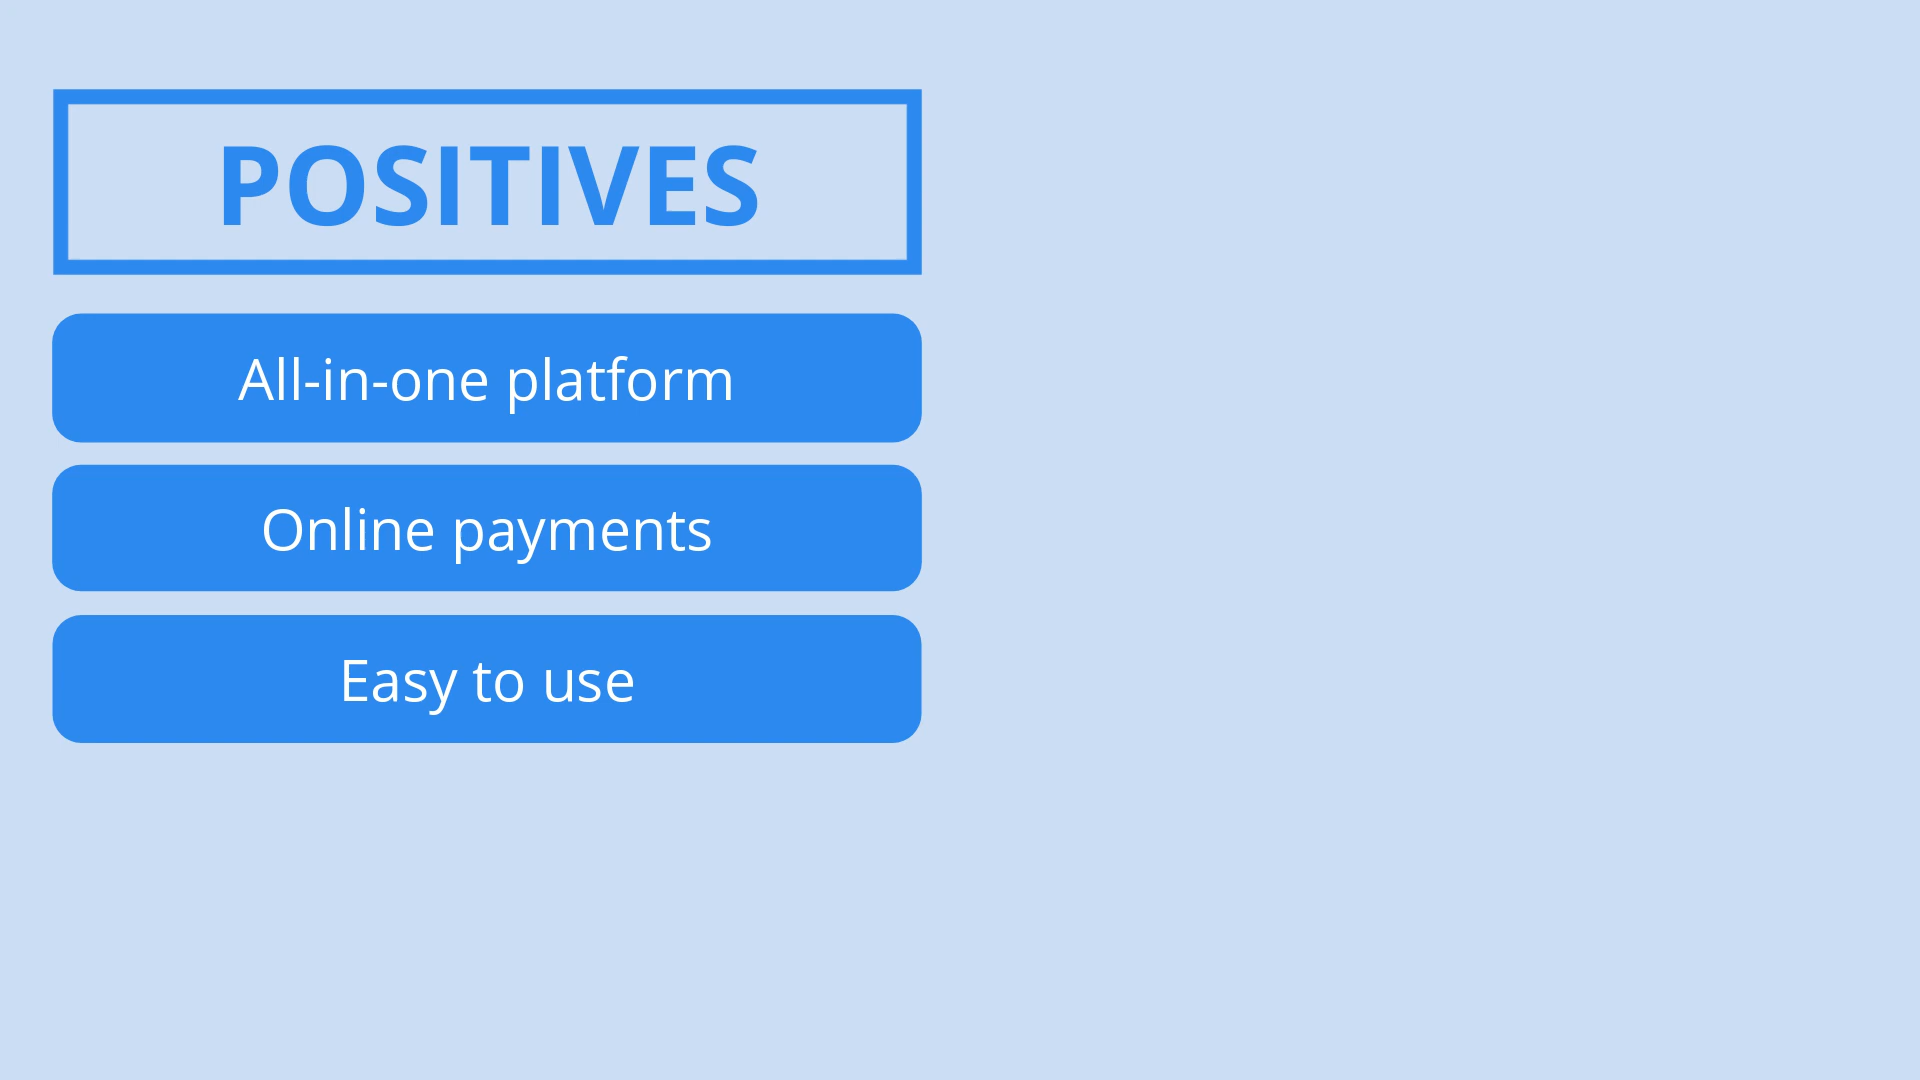 POSITIVES
All-in-one platform
Online payments
Easy to use